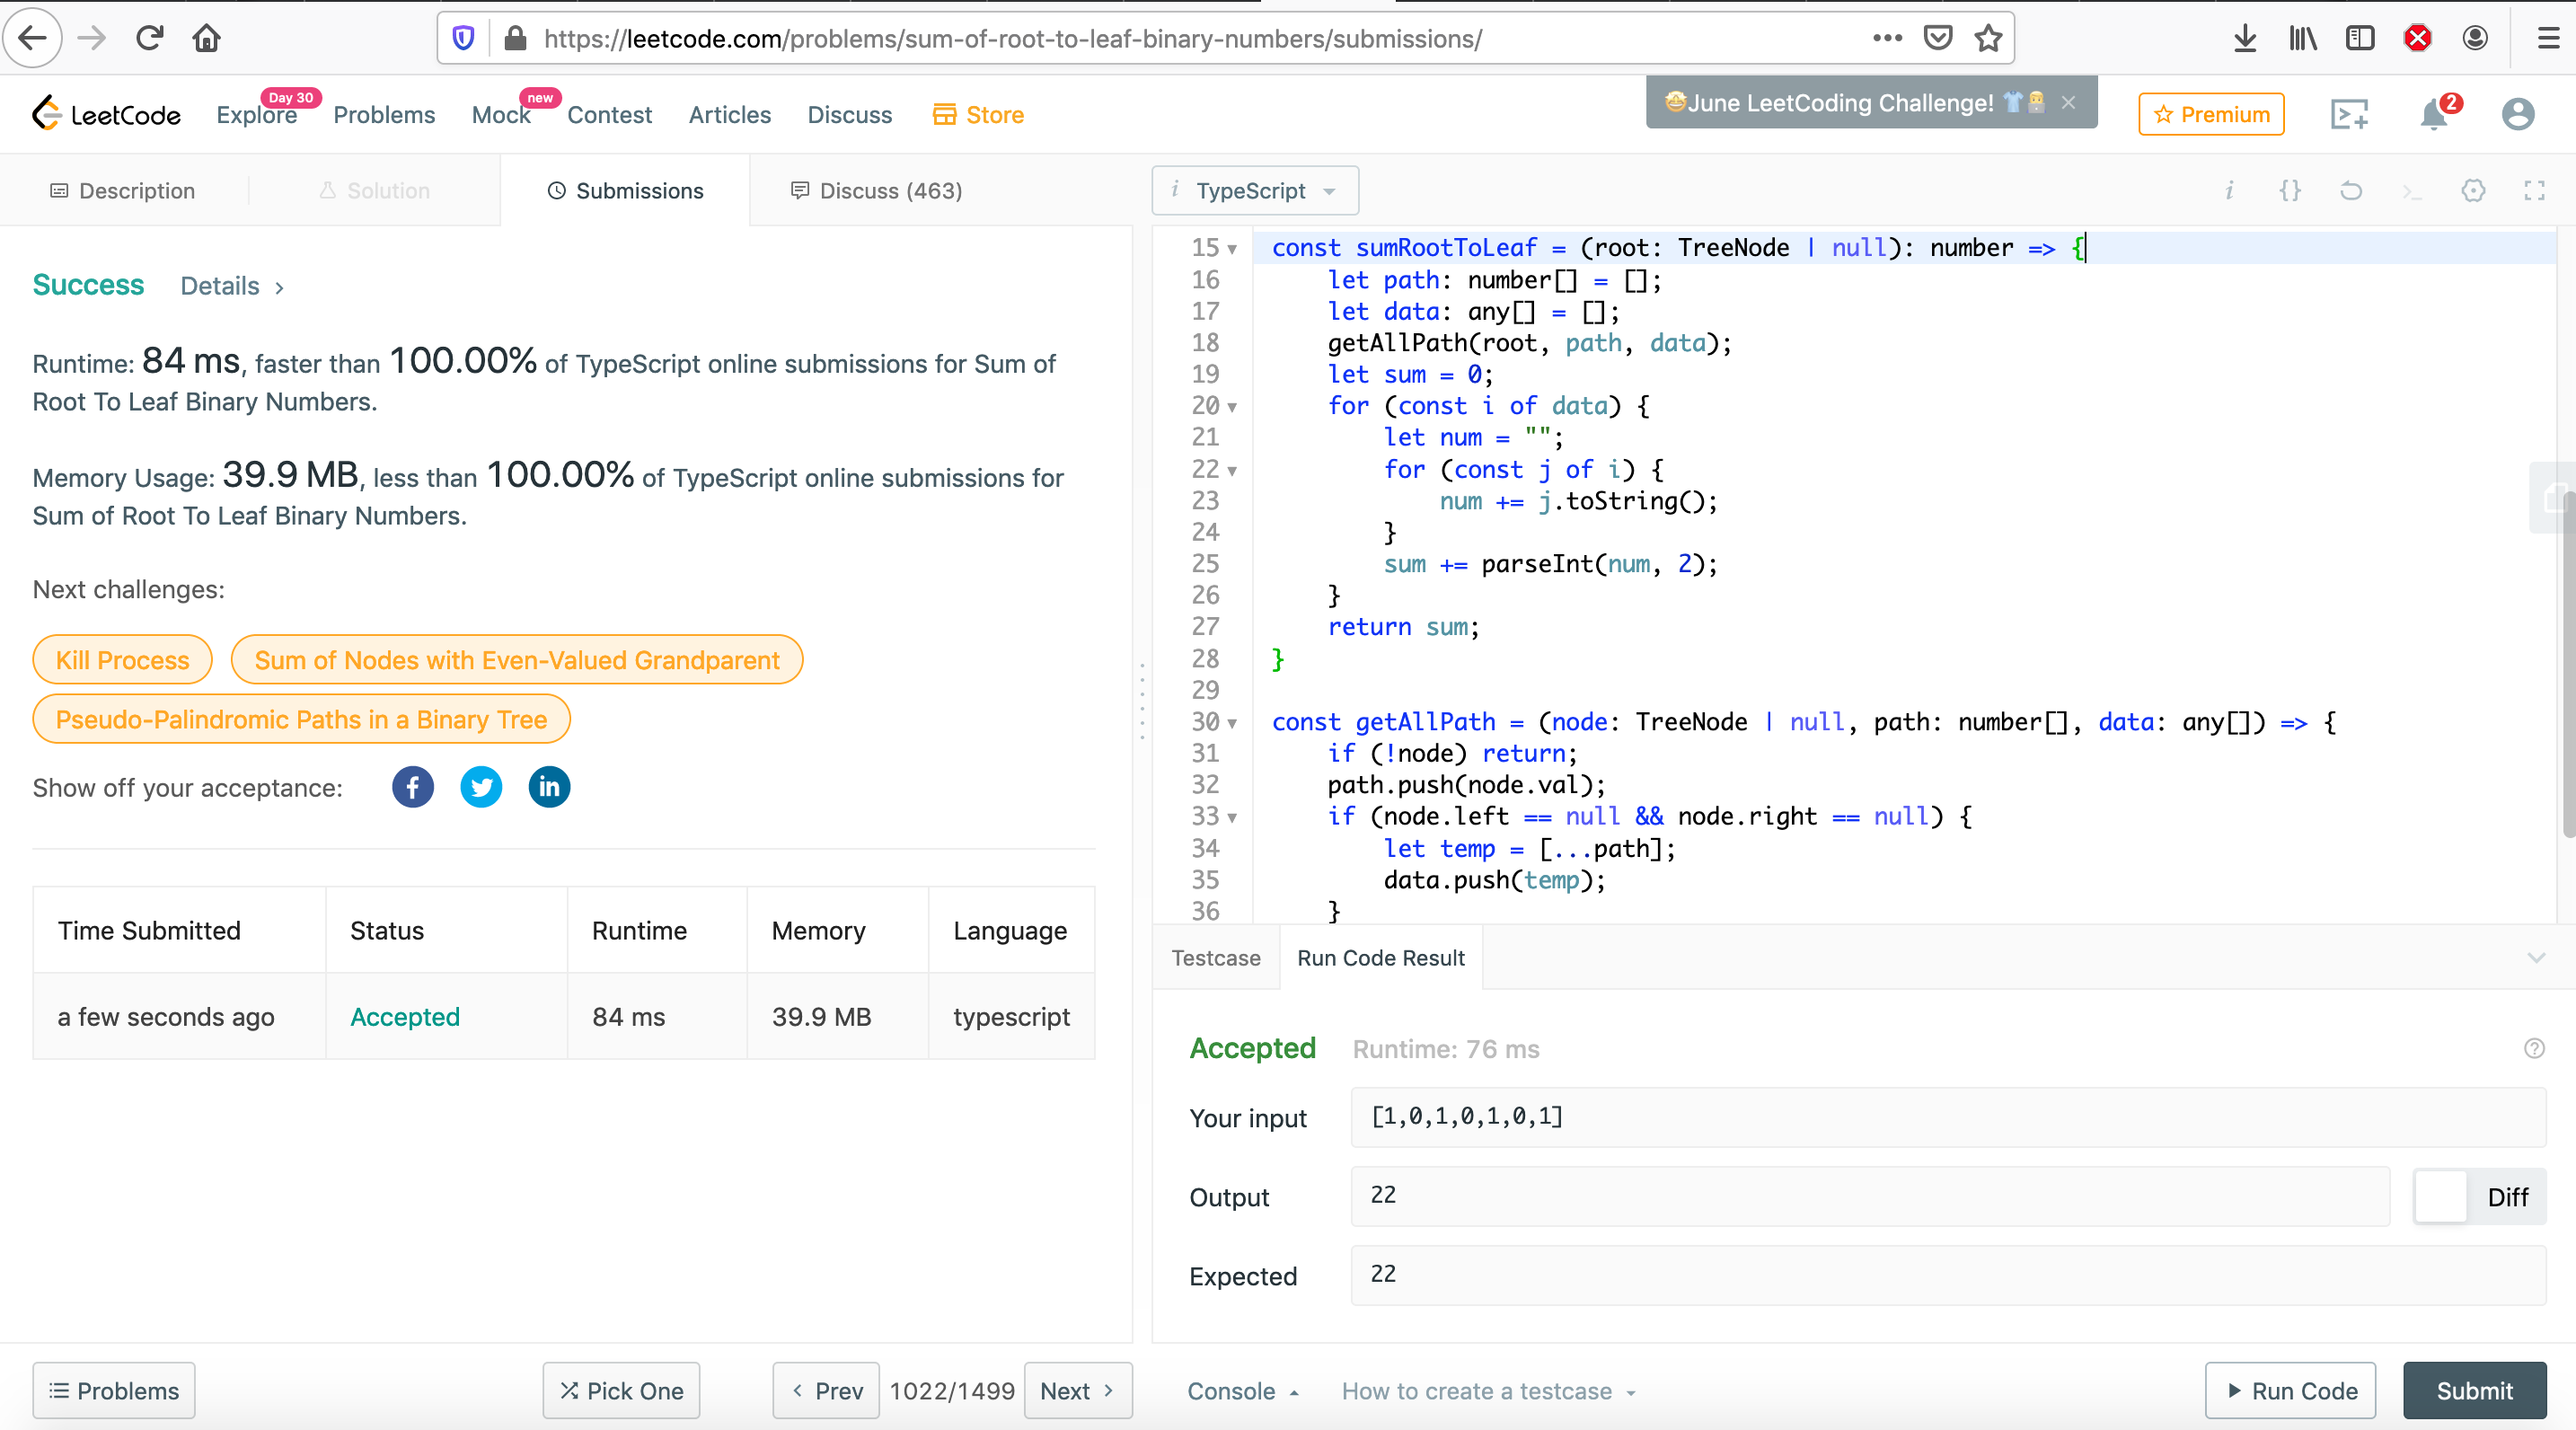 https://leetcode.com/problems/sum-of-root-to-leaf-binary-numbers/submissions/
LeetCode
Explore
Day 30
Problems
Mock
new
Contest
Articles
Discuss
Store
June LeetCoding Challenge!
Premium
2
Description
Solution
Submissions
Discuss (463)
Success
Details
Runtime: 84 ms, faster than 100.00% of TypeScript online submissions for Sum of
Root To Leaf Binary Numbers.
Memory Usage: 39.9 MB, less than 100.00% of TypeScript online submissions for
Sum of Root To Leaf Binary Numbers.
Next challenges:
Kill Process
Sum of Nodes with Even-Valued Grandparent
Pseudo-Palindromic Paths in a Binary Tree
Show off your acceptance:
Time Submitted Status Runtime Memory Language
a few seconds ago Accepted 84 ms 39.9 MB typescript
Problems
Pick One
Prev
1022/1499
Next
i TypeScript
15 const sumRootToLeaf = (root: TreeNode | null): number => {
16 let path: number[] = [];
17 let data: any[] = [];
18 getAllPath(root, path, data);
19 let sum = 0;
20 for (const i of data) {
21 let num = "";
22 for (const j of i) {
23 num += j.toString();
24 }
25 sum += parseInt(num, 2);
26 }
27 return sum;
28 }
29
30 const getAllPath = (node: TreeNode | null, path: number[], data: any[]) => {
31 if (!node) return;
32 path.push(node.val);
33 if (node.left == null && node.right == null) {
34 let temp = [...path];
35 data.push(temp);
36 }
Testcase
Run Code Result
Accepted
Runtime: 76 ms
Your input
[1,0,1,0,1,0,1]
Output
22
Diff
Expected
22
Console
How to create a testcase
Run Code
Submit